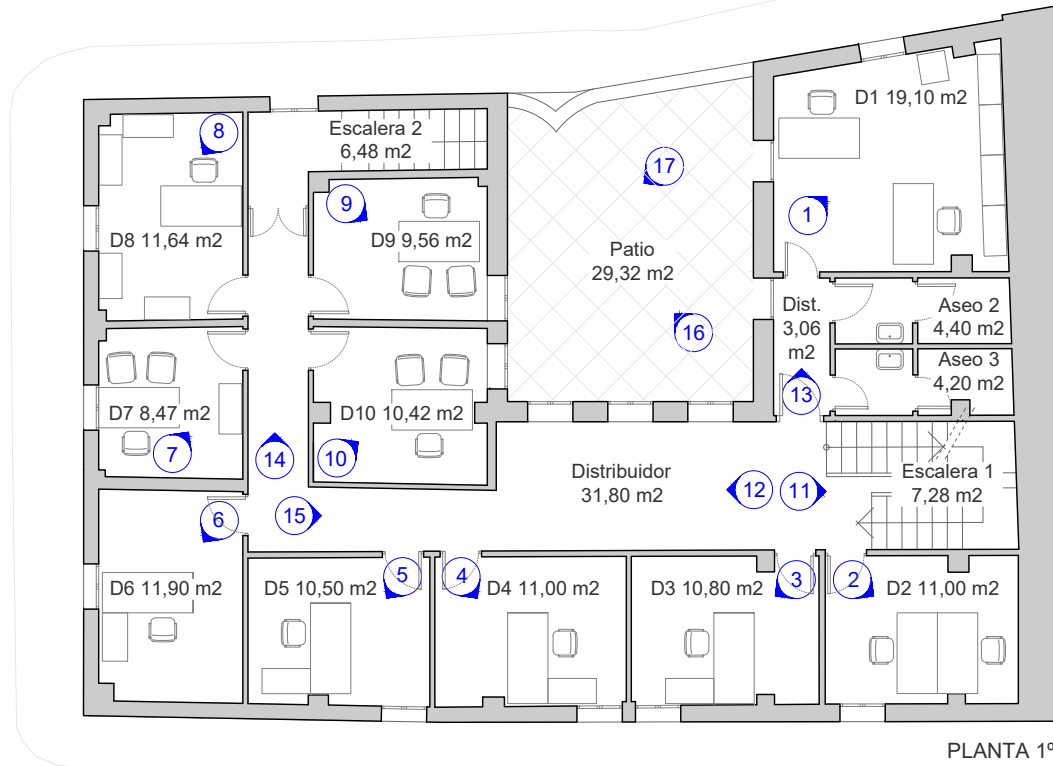 D1 19,10 m2
8
Escalera 2
6,48 m2
17
9
1
D8 11,64 m2
D9 9,56 m2
Patio
29,32 m2
Dist.
3,06
m2
Aseo 2
4,40 m2
16
Aseo 3
4,20 m2
13
D7 8,47 m2
D10 10,42 m2
7
14
10
Distribuidor
31,80 m2
12
11
Escalera 1
7,28 m2
6
15
5
4
3
2
D6 11,90 m2
D5 10,50 m2
D4 11,00 m2
D3 10,80 m2
D2 11,00 m2
PLANTA 1º